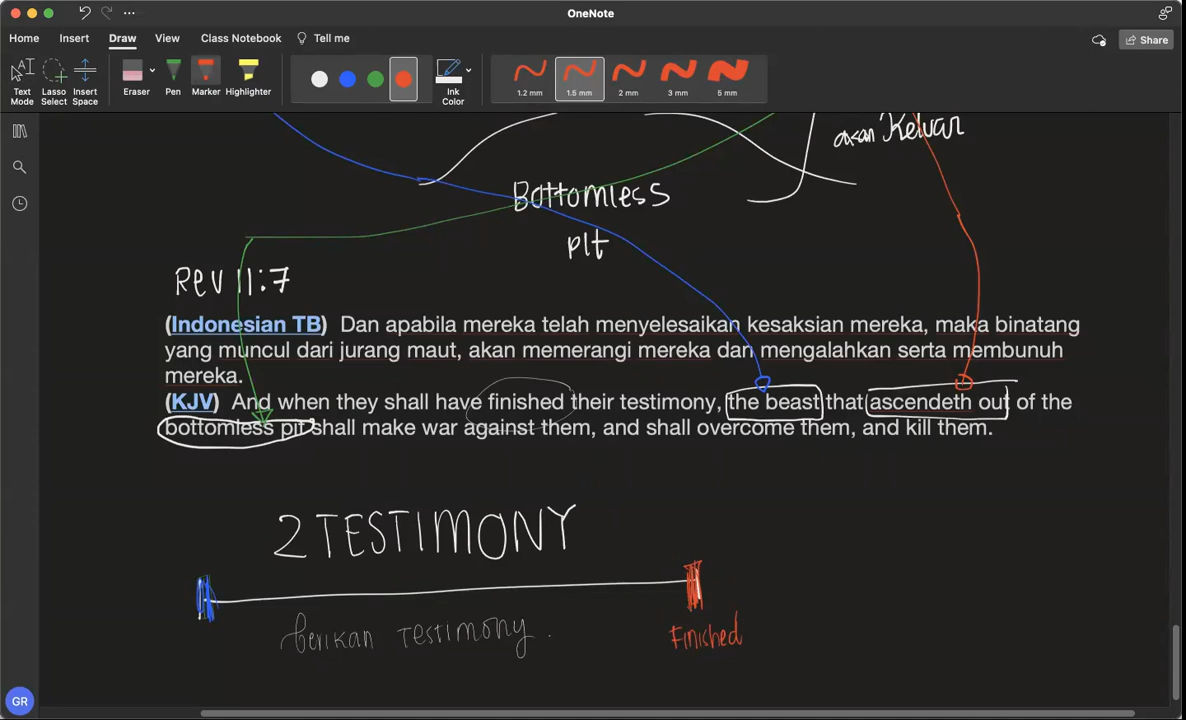 OneNote
Home Insert Draw View Class Notebook Tell me
Share
Text Mode
Lasso Select
Insert Space
Eraser
Pen
Marker
Highlighter
Ink Color
1.2 mm
1.5 mm
2 mm
3 mm
5 mm
akan Keluar
Bottomless
pit
Rev 11:7
(Indonesian TB) Dan apabila mereka telah menyelesaikan kesaksian mereka, maka binatang
yang muncul dari jurang maut, akan memerangi mereka dan mengalahkan serta membunuh
mereka.
(KJV) And when they shall have finished their testimony, the beast that ascendeth out of the
bottomless pit shall make war against them, and shall overcome them, and kill them.
2 TESTIMONY
berikan TESTIMONY.
Finished
GR